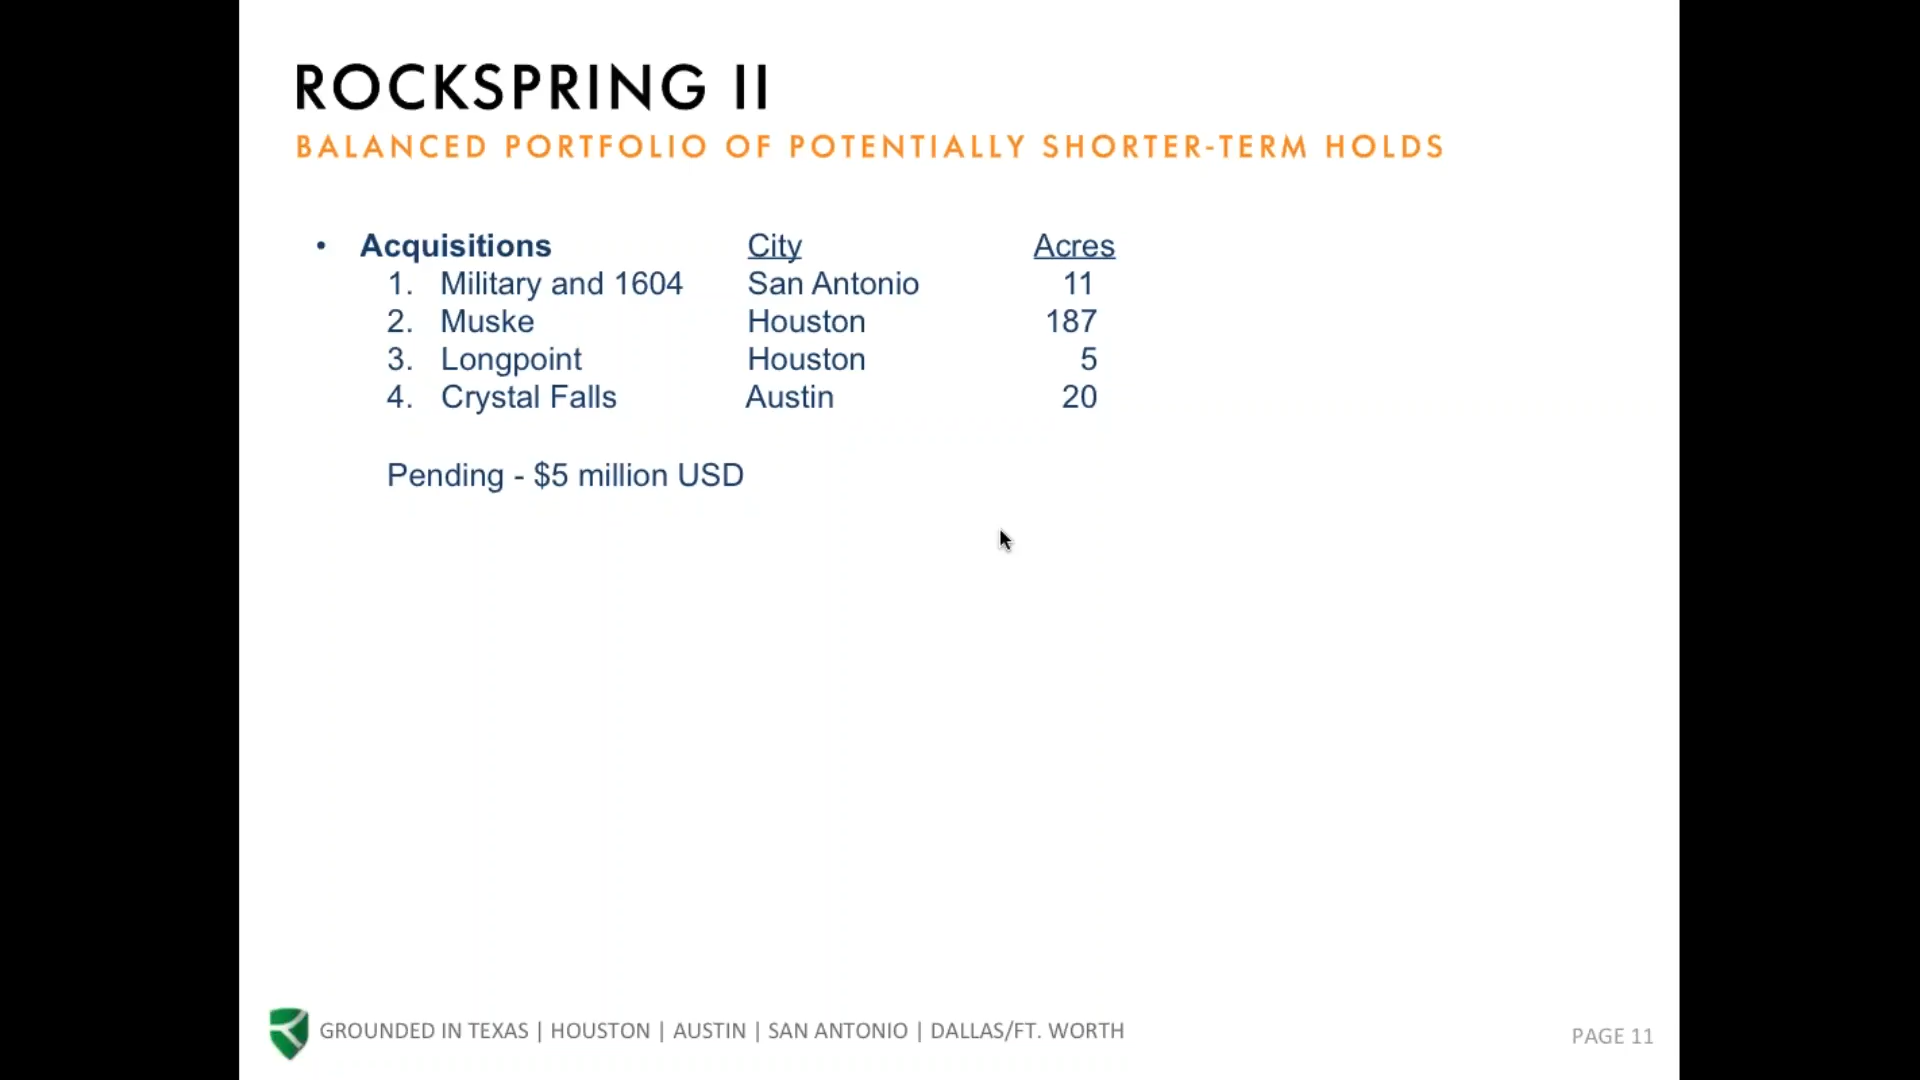 ROCKSPRING II
BALANCED PORTFOLIO OF POTENTIALLY SHORTER-TERM HOLDS
• Acquisitions City Acres
1. Military and 1604 San Antonio 11
2. Muske Houston 187
3. Longpoint Houston 5
4. Crystal Falls Austin 20
Pending - $5 million USD
GROUNDED IN TEXAS | HOUSTON | AUSTIN | SAN ANTONIO | DALLAS/FT. WORTH
PAGE 11